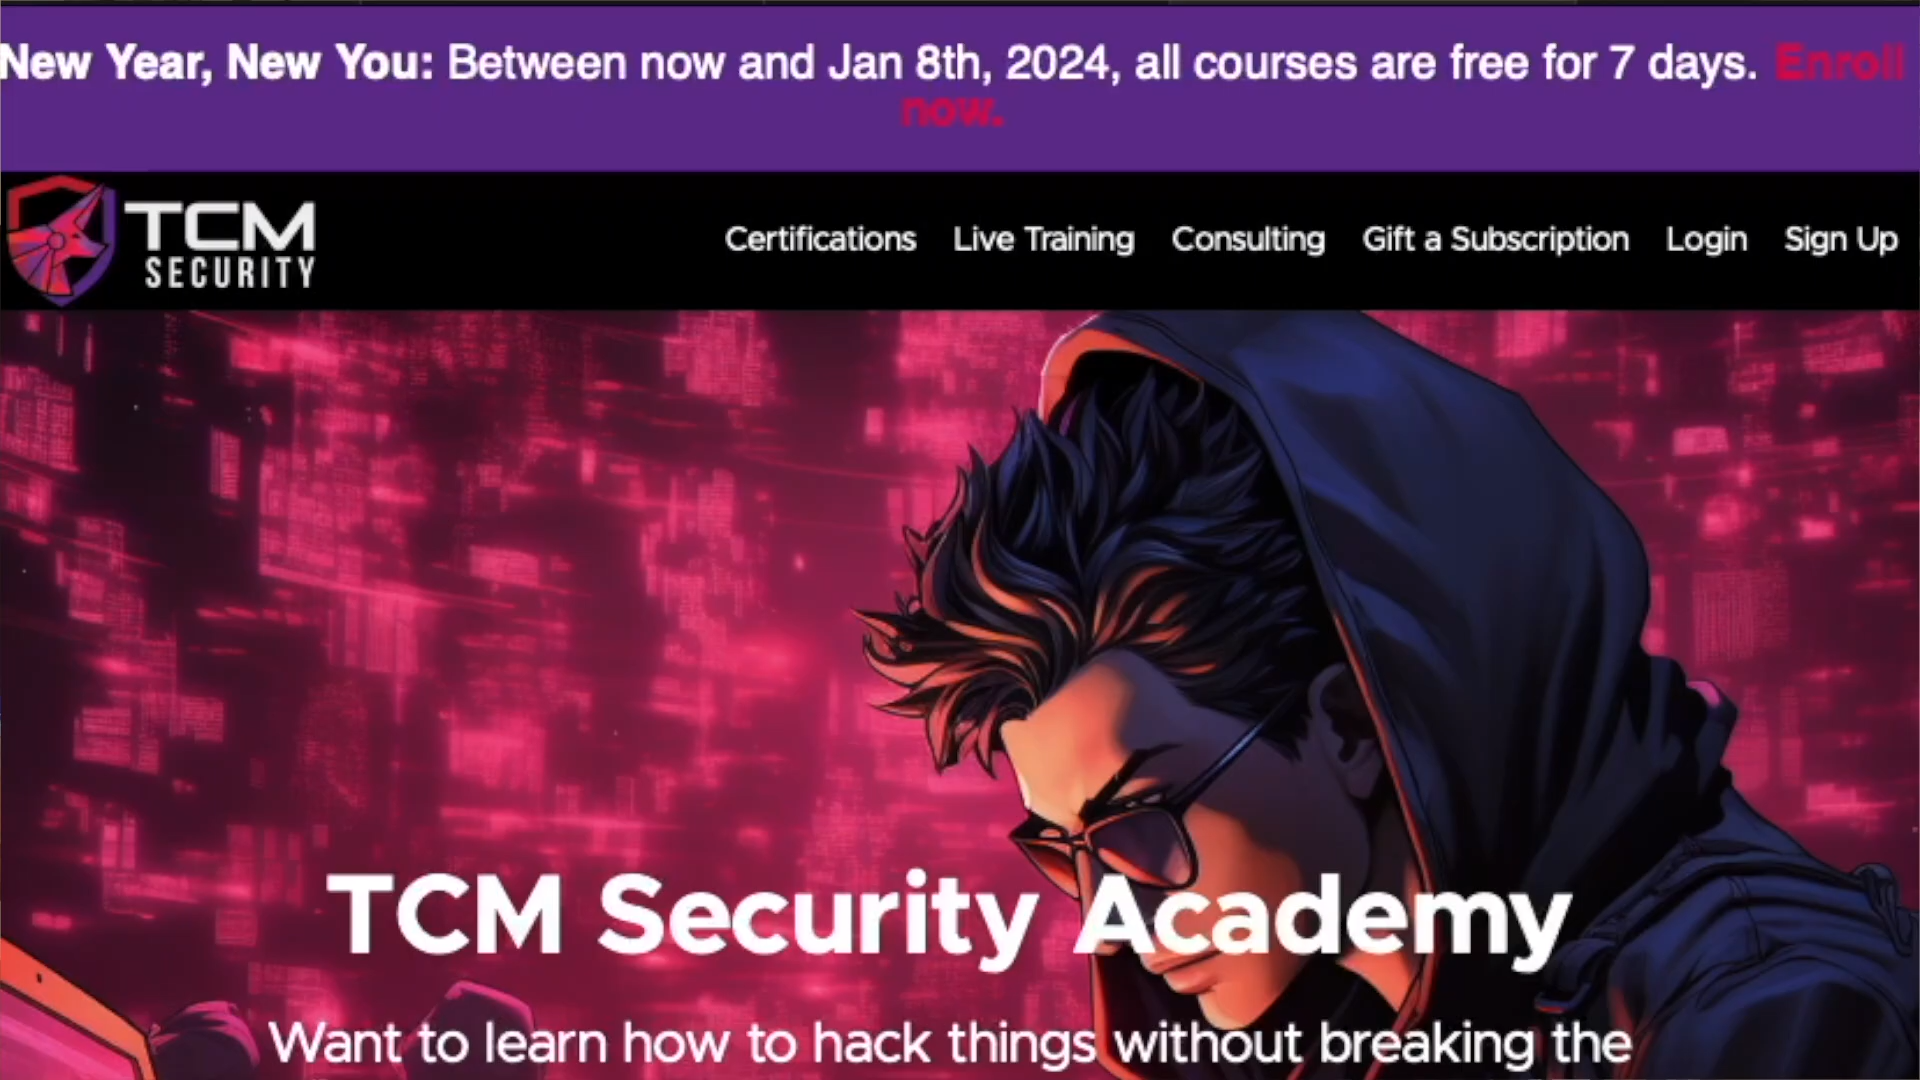 New Year, New You: Between now and Jan 8th, 2024, all courses are free for 7 days. Enroll
now.
TCM
SECURITY
Certifications Live Training Consulting Gift a Subscription Login Sign Up
TCM Security Academy
Want to learn how to hack things without breaking the